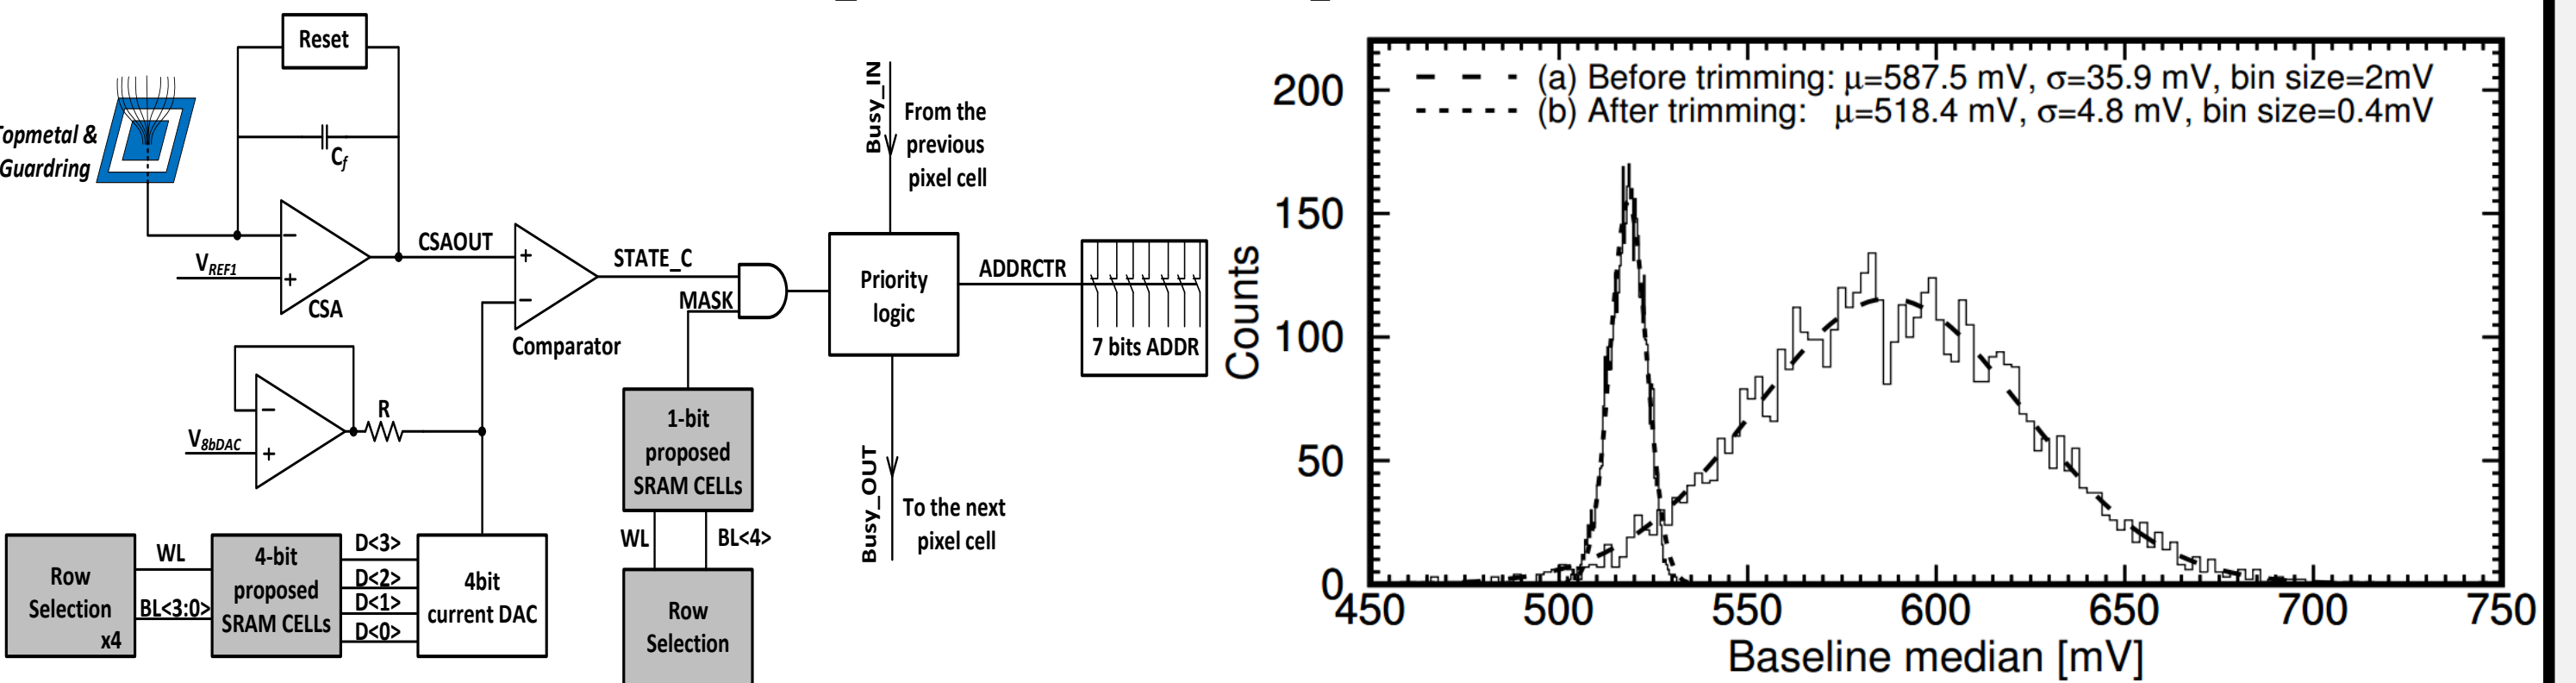 Reset
Topmetal &
Guardring
C_f
V_REF1
−
+
CSA
CSAOUT
+
−
Comparator
STATE_C
MASK
Busy_IN
From the
previous
pixel cell
Priority
logic
ADDRCTR
7 bits ADDR
Busy_OUT
To the next
pixel cell
V_8bDAC
−
+
R
1-bit
proposed
SRAM CELLs
WL
BL<4>
Row
Selection
Row
Selection
x4
WL
BL<3:0>
4-bit
proposed
SRAM CELLs
D<3>
D<2>
D<1>
D<0>
4bit
current DAC
(a) Before trimming: μ=587.5 mV, σ=35.9 mV, bin size=2mV
(b) After trimming: μ=518.4 mV, σ=4.8 mV, bin size=0.4mV
Counts
200
150
100
50
0
450 500 550 600 650 700 750
Baseline median [mV]